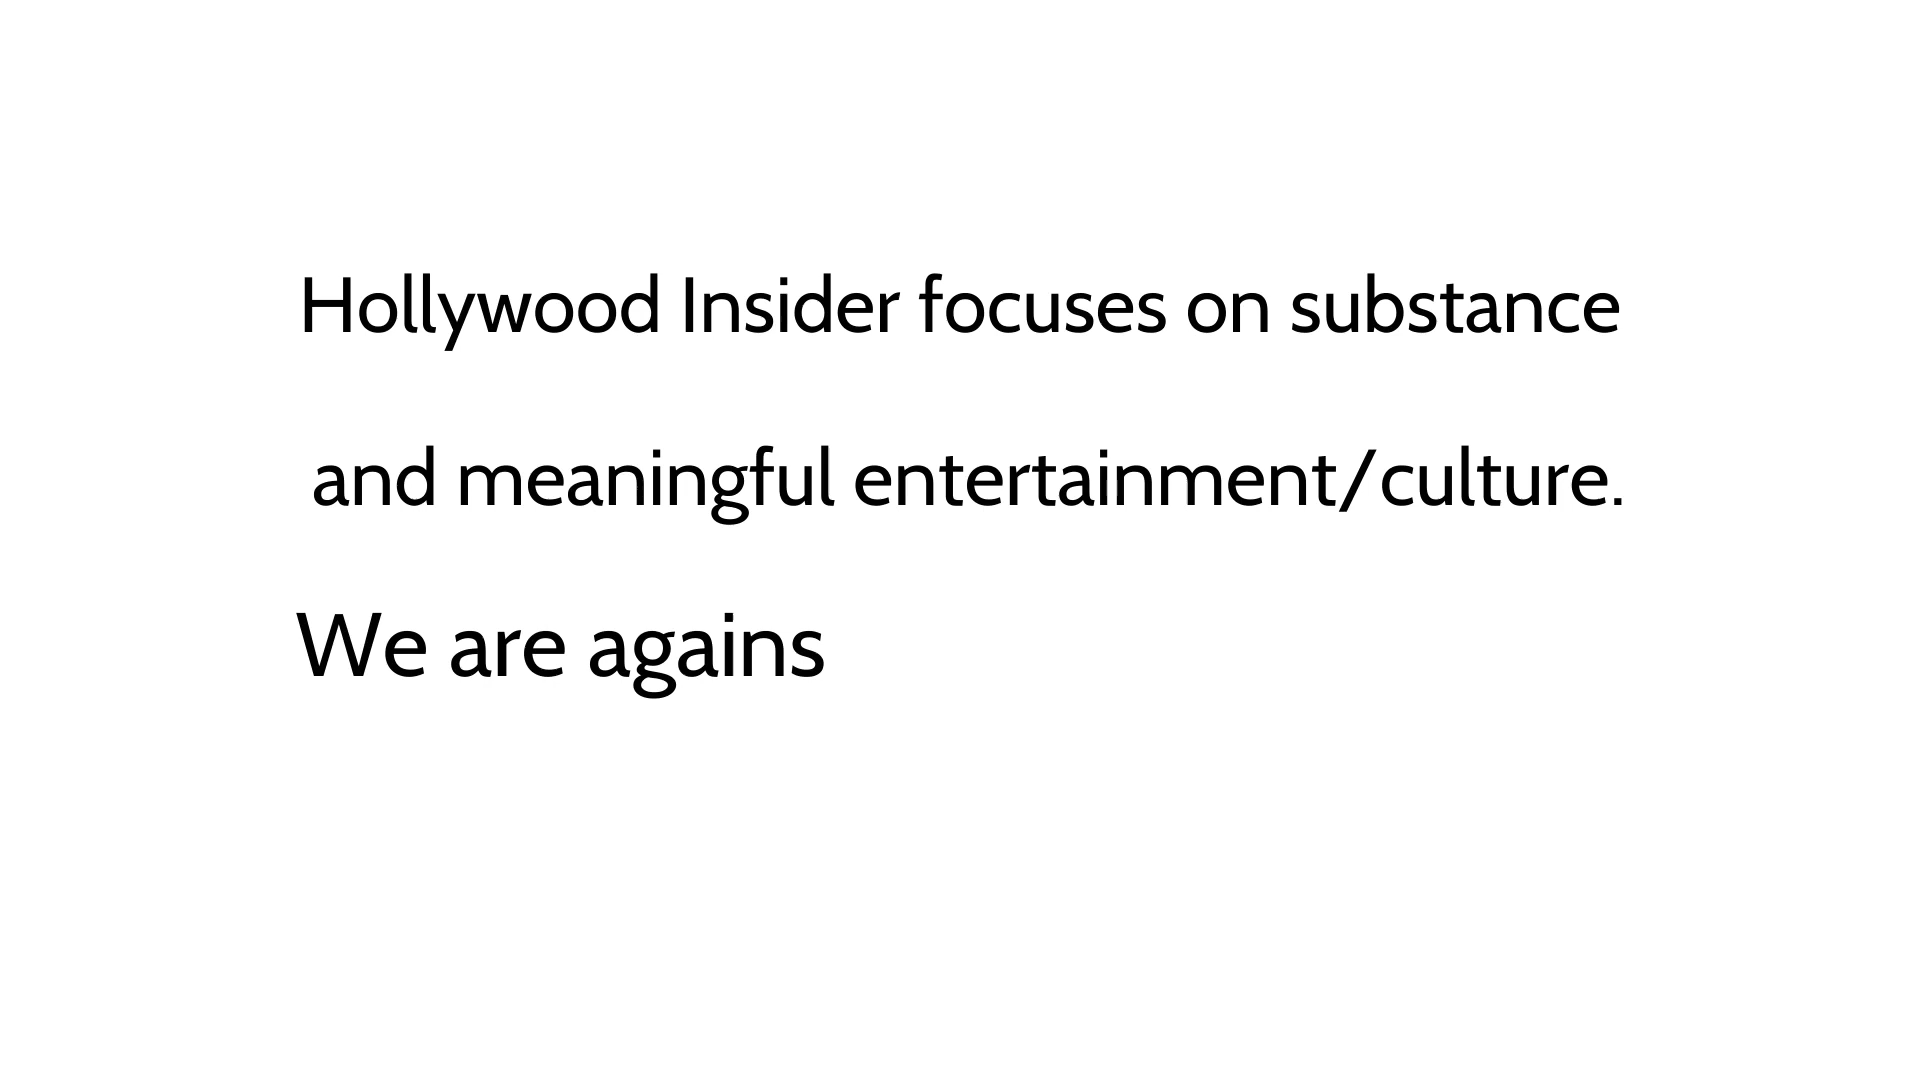 Hollywood Insider focuses on substance
and meaningful entertainment/culture.
We are agains